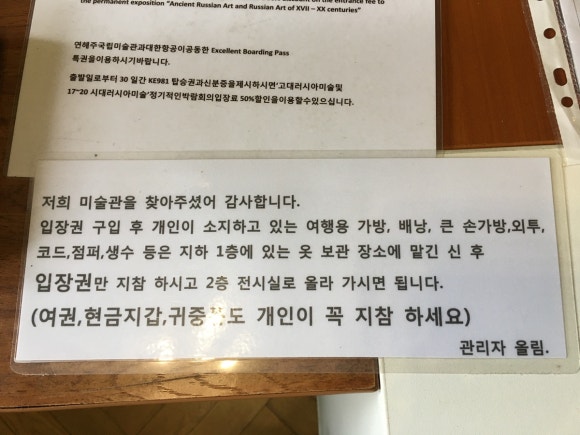 discount on the entrance fee to
the permanent exposition "Ancient Russian Art and Russian Art of XVII – XX centuries"
연해주국립미술관과대한항공이공동한 Excellent Boarding Pass
특권을이용하시기바랍니다.
출발일로부터 30 일간 KE981 탑승권과신분증을제시하시면'고대러시아미술및
17~20 시대러시아미술'정기적인박람회의입장료 50%할인을이용할수있으십니다.
저희 미술관을 찾아주셨어 감사합니다.
입장권 구입 후 개인이 소지하고 있는 여행용 가방, 배낭, 큰 손가방,외투,
코드,점퍼,생수 등은 지하 1층에 있는 옷 보관 장소에 맡긴 신 후
입장권만 지참 하시고 2층 전시실로 올라 가시면 됩니다.
(여권,현금지갑,귀중품도 개인이 꼭 지참 하세요)
관리자 올림.